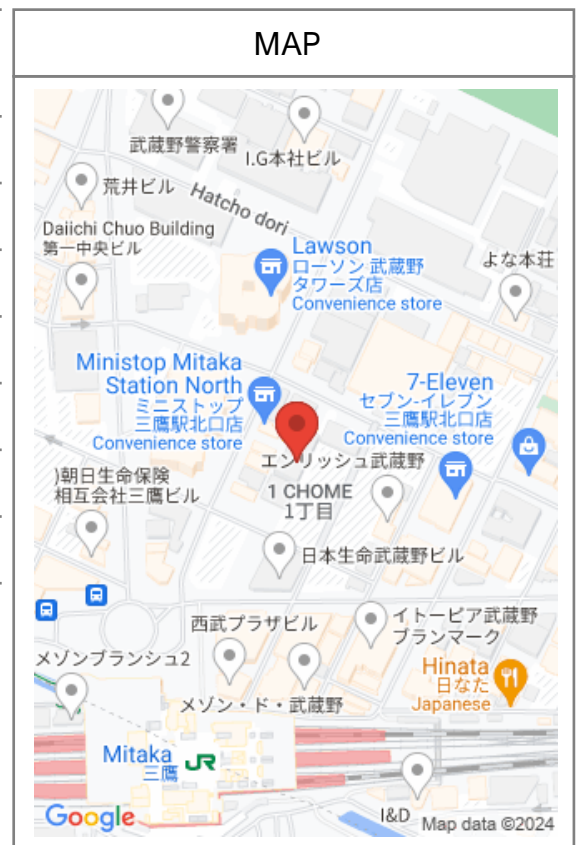 MAP
武蔵野警察署
I.G本社ビル
荒井ビル
Hatcho dori
Daiichi Chuo Building
第一中央ビル
Lawson
ローソン 武蔵野
タワーズ店
Convenience store
よな本荘
Ministop Mitaka
Station North
ミニストップ
三鷹駅北口店
Convenience store
7-Eleven
セブン-イレブン
三鷹駅北口店
Convenience store
エンリッシュ武蔵野
)朝日生命保険
相互会社三鷹ビル
1 CHOME
1丁目
日本生命武蔵野ビル
西武プラザビル
イトーピア武蔵野
ブランマーク
メゾンブランシュ2
Hinata
日なた
Japanese
メゾン・ド・武蔵野
Mitaka
三鷹
JR
I&D
Google
Map data ©2024